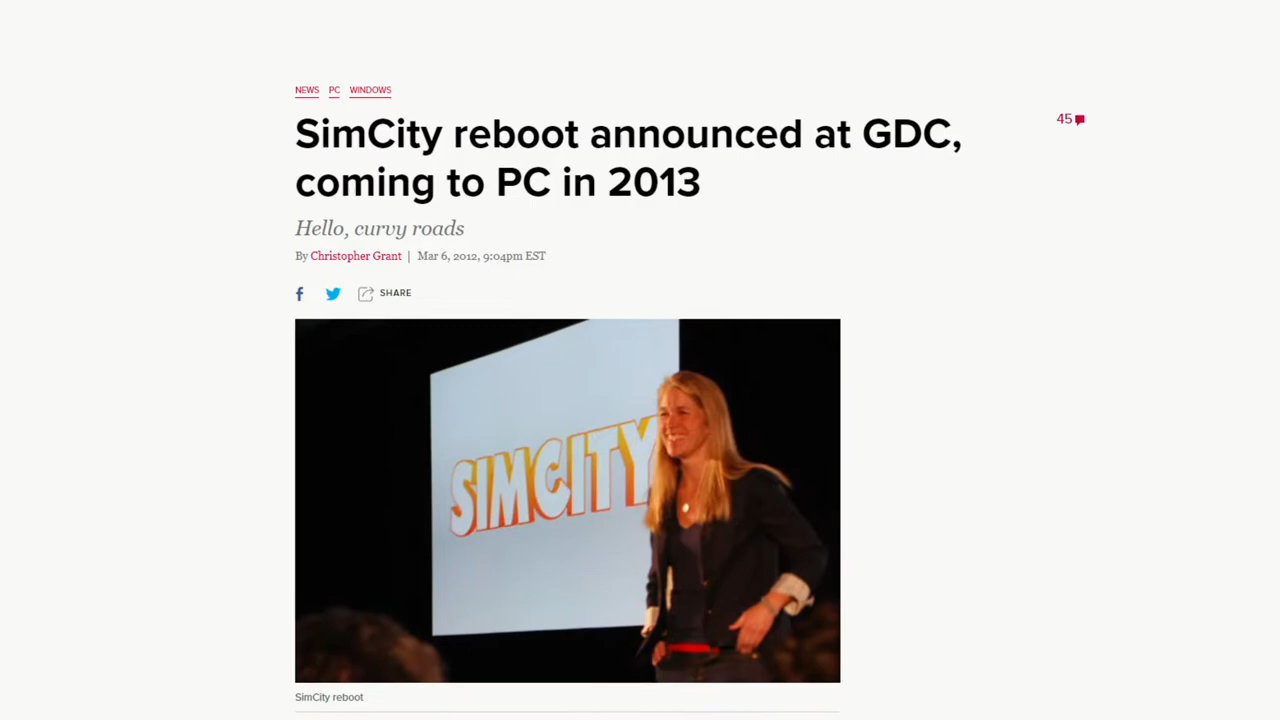 NEWS PC WINDOWS
SimCity reboot announced at GDC,
45
coming to PC in 2013
Hello, curvy roads
By Christopher Grant | Mar 6, 2012, 9:04pm EST
SHARE
SIMCITY
SimCity reboot